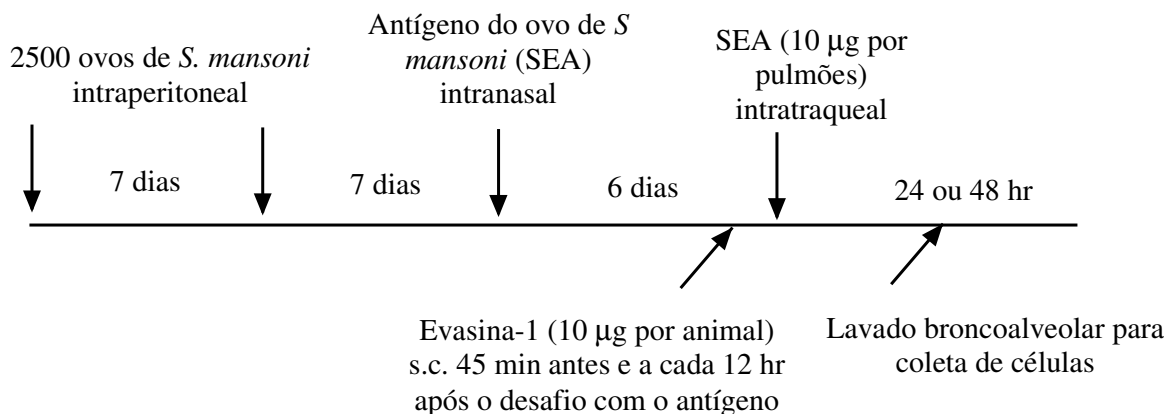 2500 ovos de S. mansoni
intraperitoneal
Antígeno do ovo de S
mansoni (SEA)
intranasal
SEA (10 μg por
pulmões)
intratraqueal
7 dias
7 dias
6 dias
24 ou 48 hr
Evasina-1 (10 μg por animal)
s.c. 45 min antes e a cada 12 hr
após o desafio com o antígeno
Lavado broncoalveolar para
coleta de células